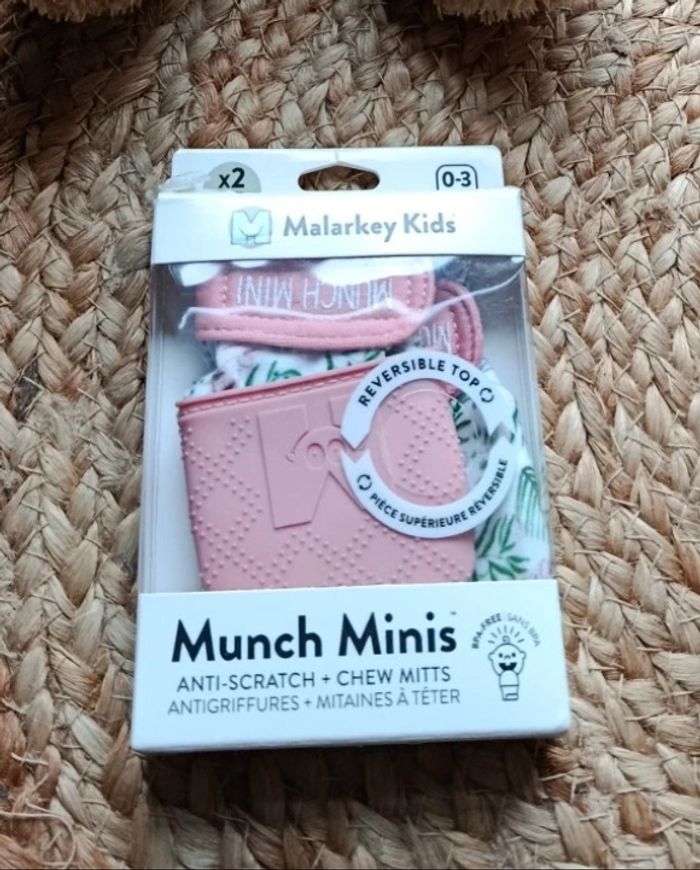 x2
0-3
Malarkey Kids
MUNCH MINI
REVERSIBLE TOP
PIÈCE SUPÉRIEURE RÉVERSIBLE
Munch Minis™
BPA-FREE | SANS BPA
ANTI-SCRATCH + CHEW MITTS
ANTIGRIFFURES + MITAINES À TÉTER